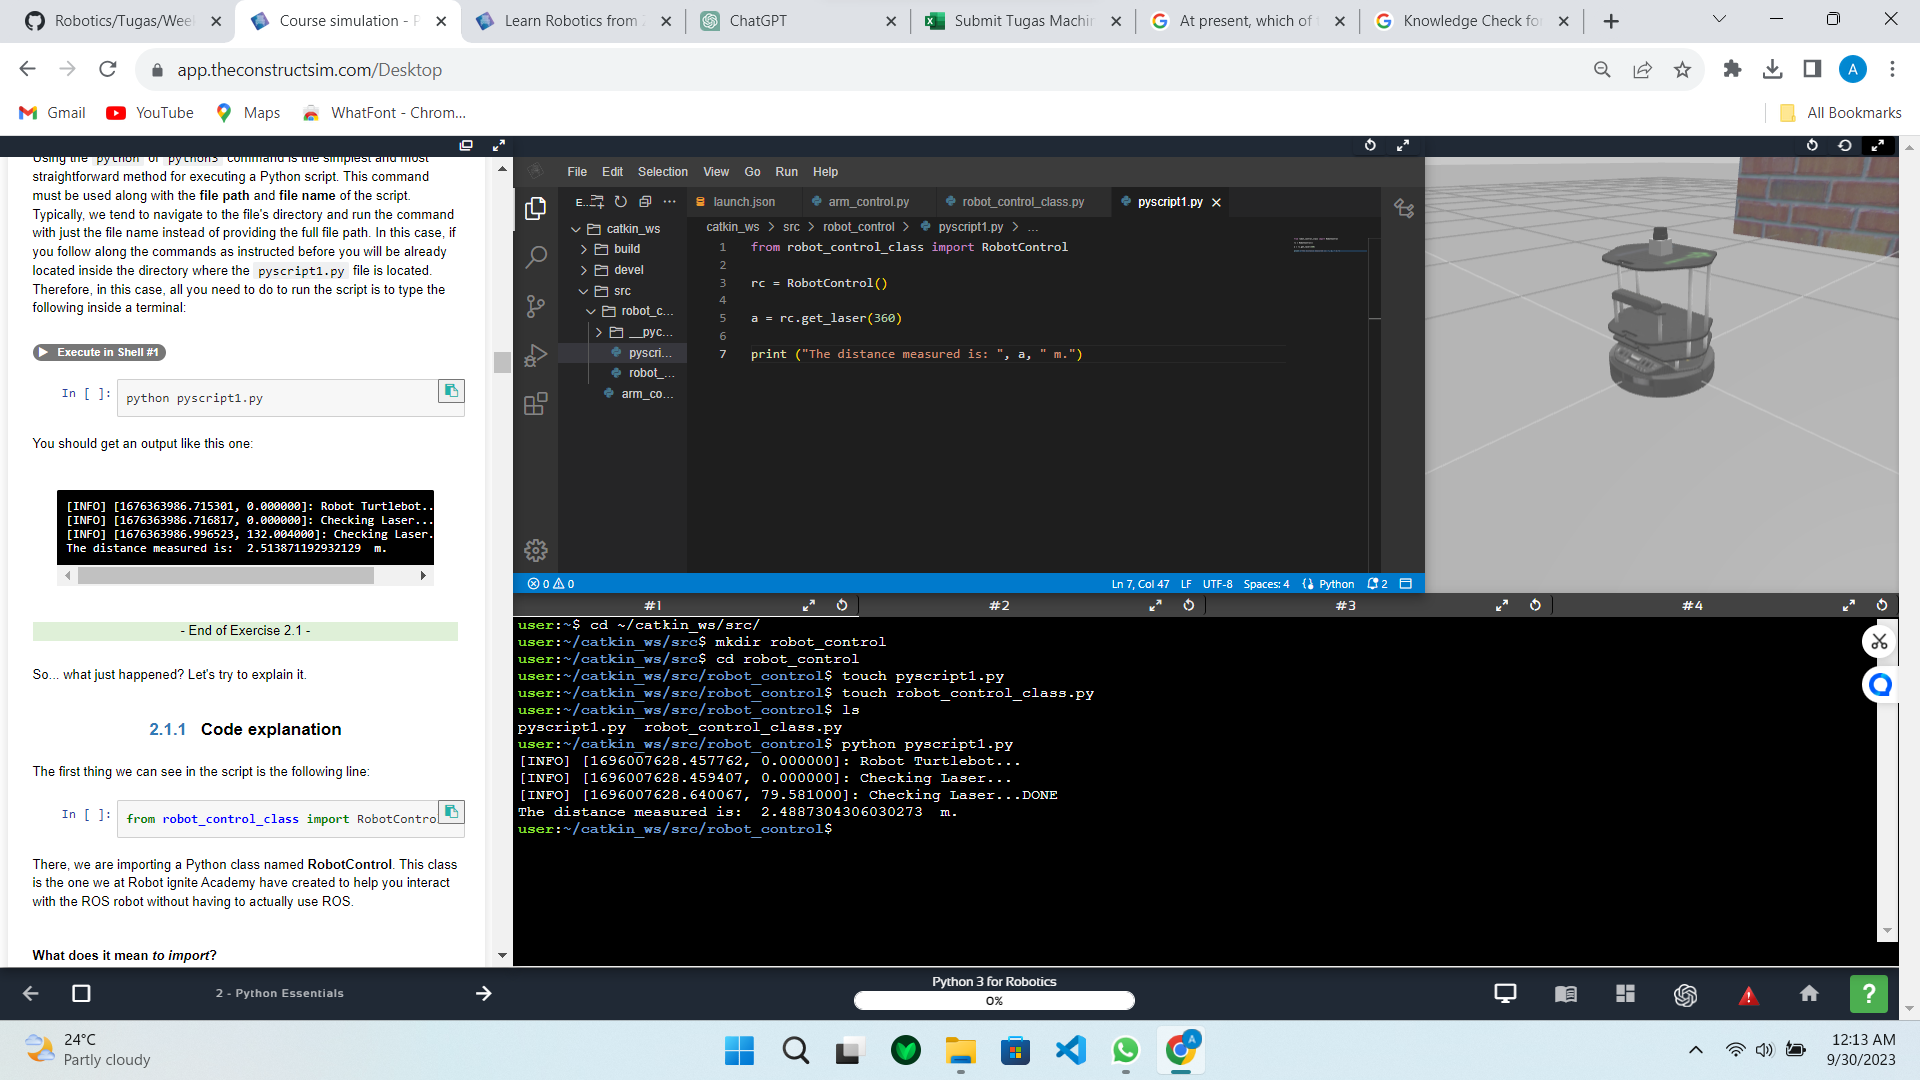 Robotics/Tugas/Wee
Course simulation - P
Learn Robotics from Z
ChatGPT
Submit Tugas Machin
At present, which of t
Knowledge Check fo
app.theconstructsim.com/Desktop
A
Gmail
YouTube
Maps
WhatFont - Chrom...
All Bookmarks
Using the python or python3 command is the simplest and most
straightforward method for executing a Python script. This command
must be used along with the file path and file name of the script.
Typically, we tend to navigate to the file's directory and run the command
with just the file name instead of providing the full file path. In this case, if
you follow along the commands as instructed before you will be already
located inside the directory where the pyscript1.py file is located.
Therefore, in this case, all you need to do to run the script is to type the
following inside a terminal:
Execute in Shell #1
In [ ]:
python pyscript1.py
You should get an output like this one:
[INFO] [1676363986.715301, 0.000000]: Robot Turtlebot..
[INFO] [1676363986.716817, 0.000000]: Checking Laser...
[INFO] [1676363986.996523, 132.004000]: Checking Laser.
The distance measured is:  2.513871192932129  m.
- End of Exercise 2.1 -
So... what just happened? Let's try to explain it.
2.1.1 Code explanation
The first thing we can see in the script is the following line:
In [ ]:
from robot_control_class import RobotContro
There, we are importing a Python class named RobotControl. This class
is the one we at Robot ignite Academy have created to help you interact
with the ROS robot without having to actually use ROS.
What does it mean to import?
File Edit Selection View Go Run Help
E...
launch.json
arm_control.py
robot_control_class.py
pyscript1.py
catkin_ws
build
devel
src
robot_c...
__pyc...
pyscri...
robot_...
arm_co...
catkin_ws > src > robot_control > pyscript1.py > ...
1 from robot_control_class import RobotControl
2
3 rc = RobotControl()
4
5 a = rc.get_laser(360)
6
7 print ("The distance measured is: ", a, " m.")
0 0
Ln 7, Col 47 LF UTF-8 Spaces: 4 Python 2
#1
#2
#3
#4
user:~$ cd ~/catkin_ws/src/
user:~/catkin_ws/src$ mkdir robot_control
user:~/catkin_ws/src$ cd robot_control
user:~/catkin_ws/src/robot_control$ touch pyscript1.py
user:~/catkin_ws/src/robot_control$ touch robot_control_class.py
user:~/catkin_ws/src/robot_control$ ls
pyscript1.py  robot_control_class.py
user:~/catkin_ws/src/robot_control$ python pyscript1.py
[INFO] [1696007628.457762, 0.000000]: Robot Turtlebot...
[INFO] [1696007628.459407, 0.000000]: Checking Laser...
[INFO] [1696007628.640067, 79.581000]: Checking Laser...DONE
The distance measured is:  2.4887304306030273  m.
user:~/catkin_ws/src/robot_control$
2 - Python Essentials
Python 3 for Robotics
0%
?
24°C
Partly cloudy
A
12:13 AM
9/30/2023